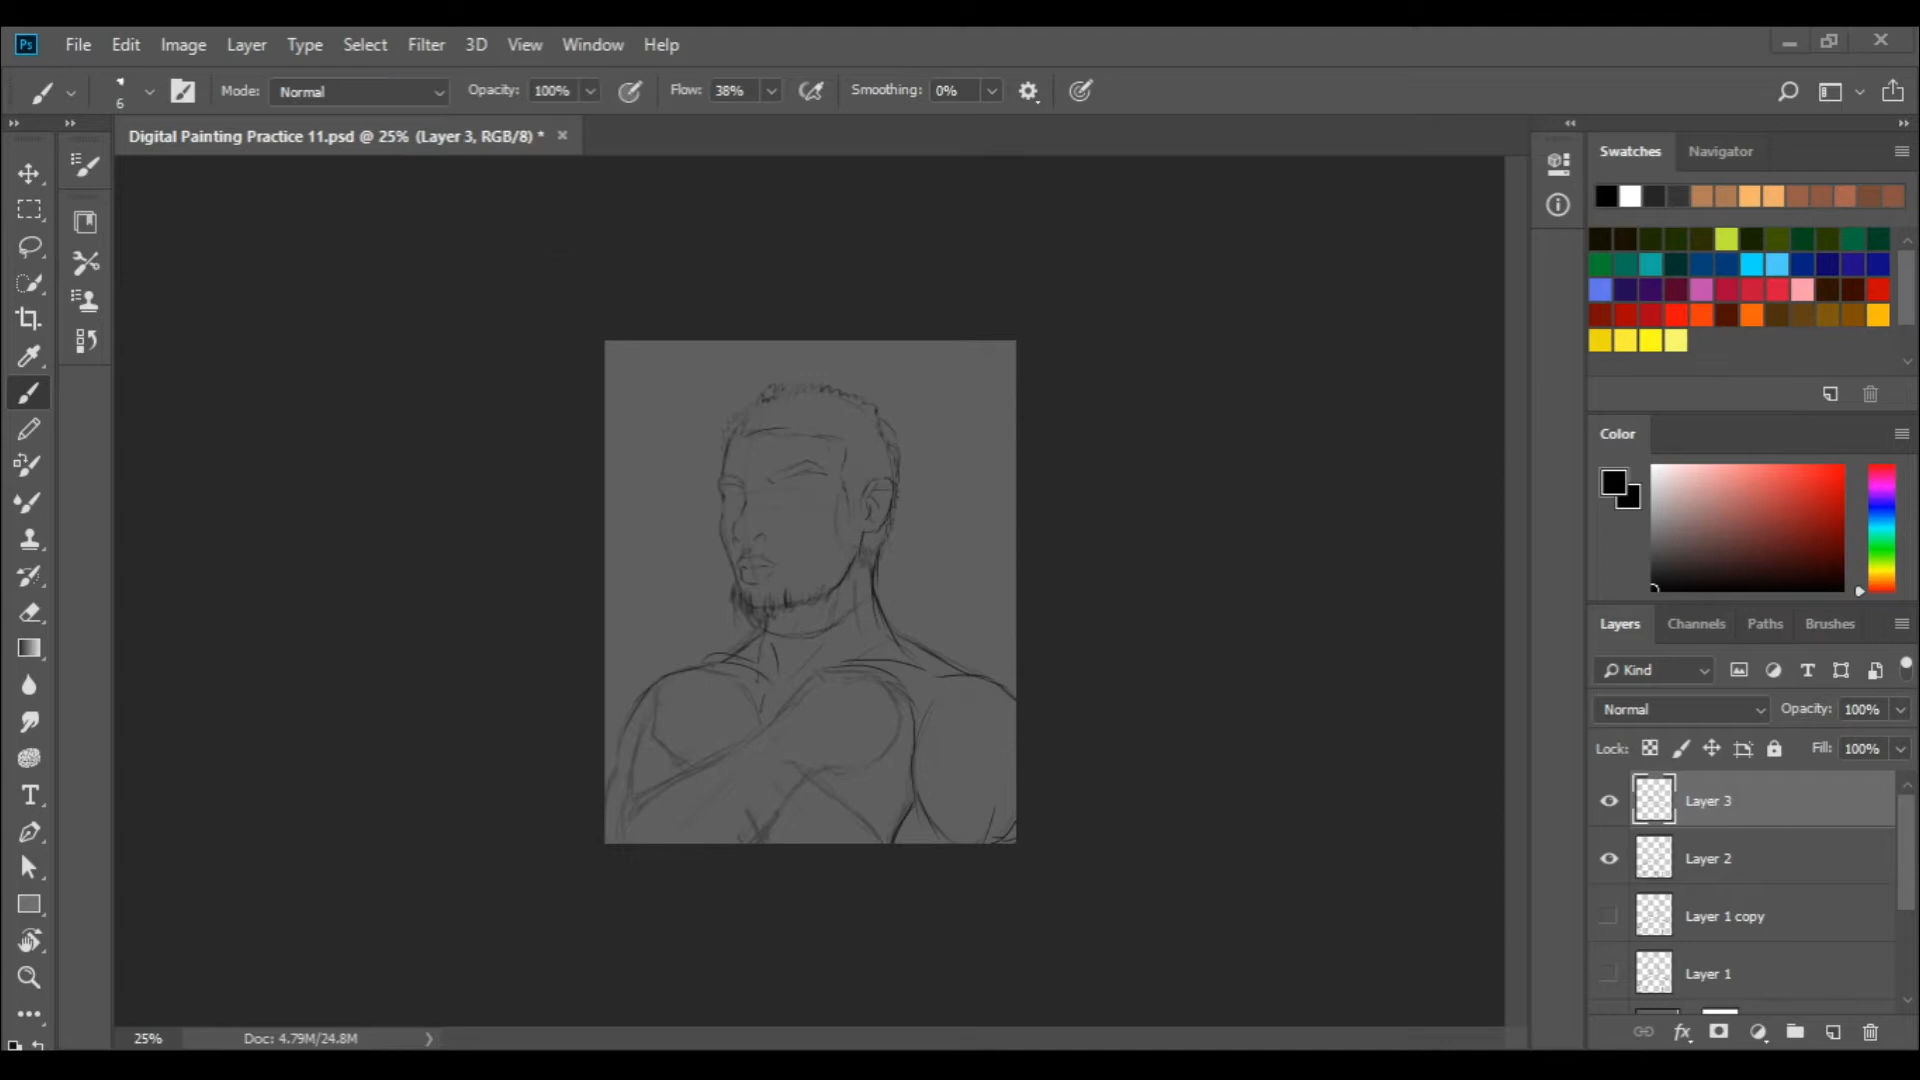 Ps File Edit Image Layer Type Select Filter 3D View Window Help
6 Mode: Normal Opacity: 100% Flow: 38% Smoothing: 0%
Digital Painting Practice 11.psd @ 25% (Layer 3, RGB/8) *
Swatches Navigator
Color
Layers Channels Paths Brushes
Kind
Normal Opacity: 100%
Lock: Fill: 100%
Layer 3
Layer 2
Layer 1 copy
Layer 1
fx
25% Doc: 4.79M/24.8M